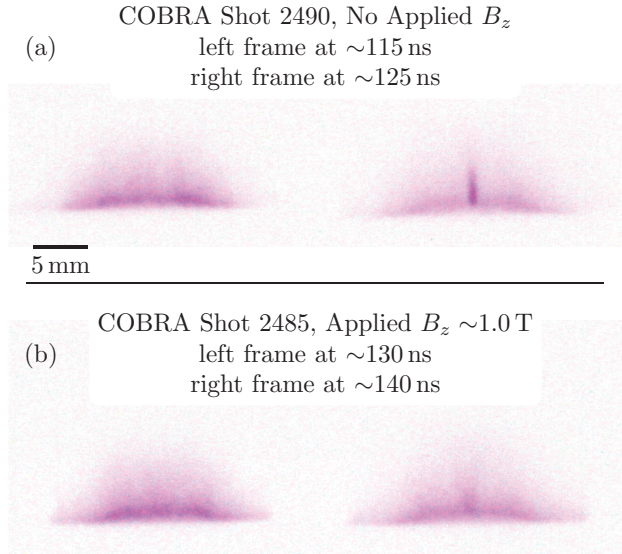 COBRA Shot 2490, No Applied B_z
(a)
left frame at ~115 ns
right frame at ~125 ns
5 mm
COBRA Shot 2485, Applied B_z ~1.0 T
(b)
left frame at ~130 ns
right frame at ~140 ns